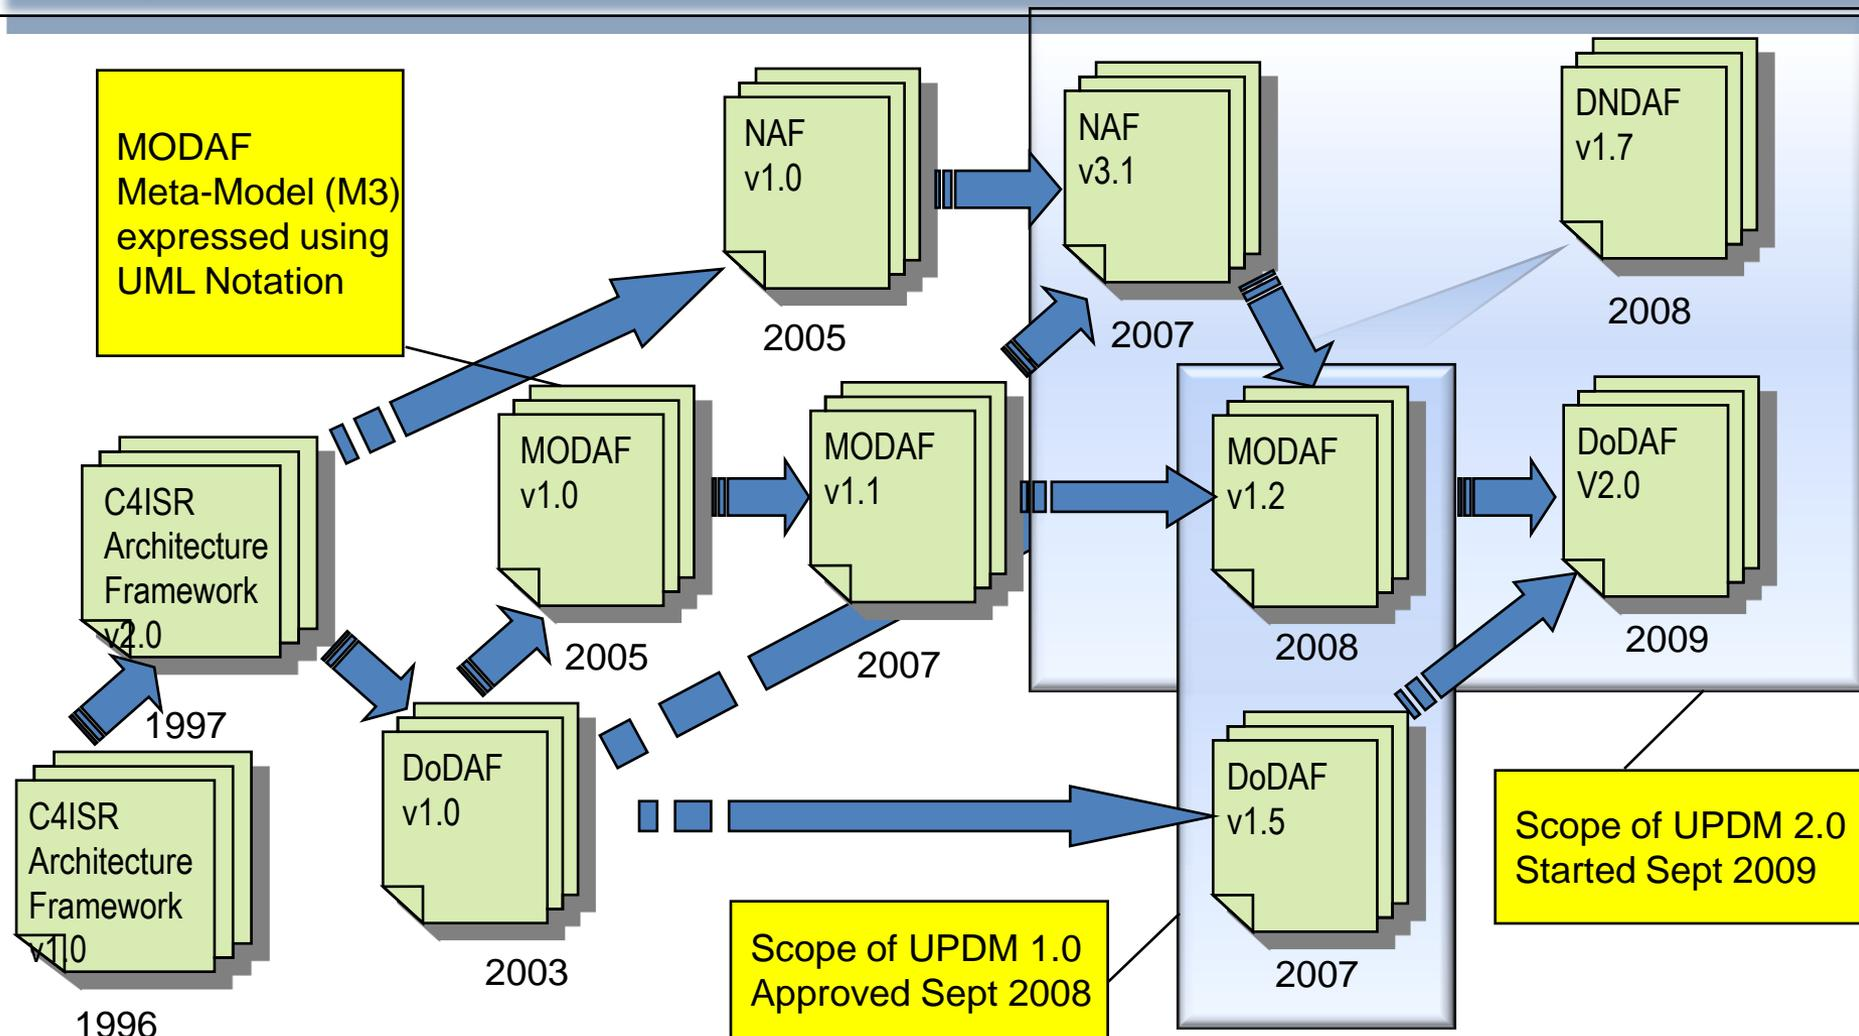 MODAF
Meta-Model (M3)
expressed using
UML Notation
NAF
v1.0
2005
NAF
v3.1
2007
DNDAF
v1.7
2008
C4ISR
Architecture
Framework
v2.0
1997
MODAF
v1.0
2005
MODAF
v1.1
2007
MODAF
v1.2
2008
DoDAF
V2.0
2009
C4ISR
Architecture
Framework
v1.0
1996
DoDAF
v1.0
2003
DoDAF
v1.5
2007
Scope of UPDM 1.0
Approved Sept 2008
Scope of UPDM 2.0
Started Sept 2009